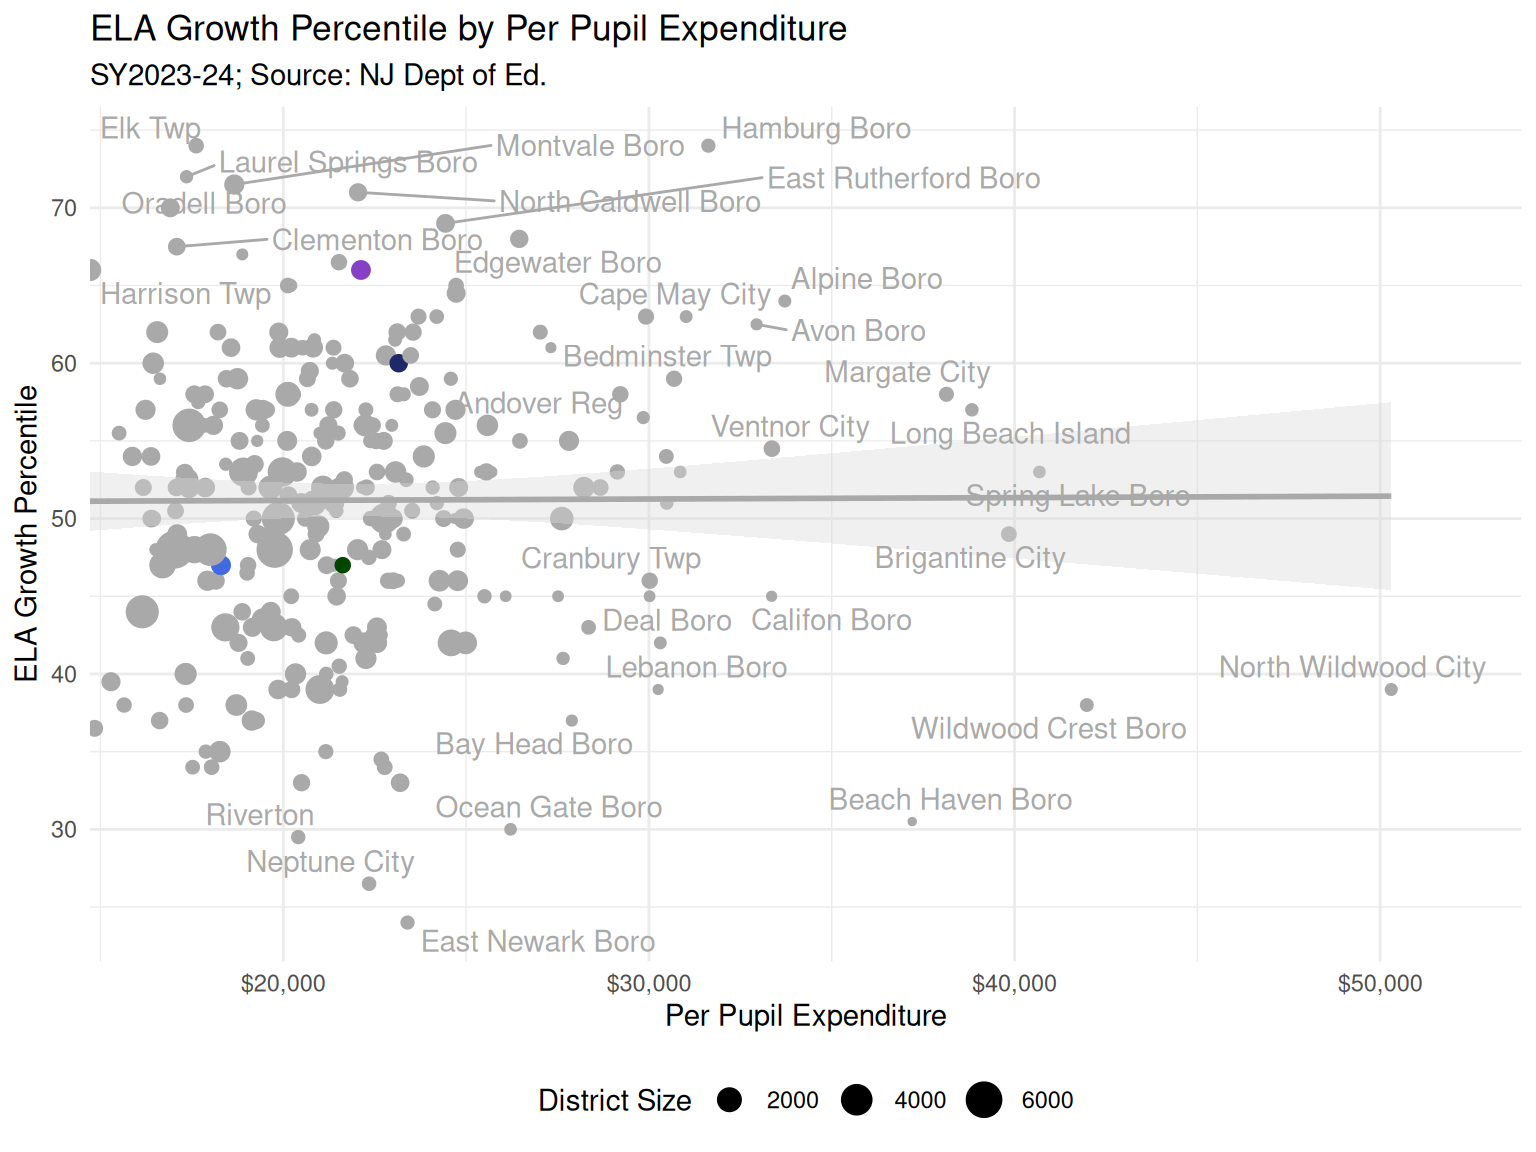 ELA Growth Percentile by Per Pupil Expenditure
SY2023-24; Source: NJ Dept of Ed.
Elk Twp
Hamburg Boro
Montvale Boro
Laurel Springs Boro
East Rutherford Boro
Oradell Boro
North Caldwell Boro
70
Clementon Boro
Edgewater Boro
Alpine Boro
Harrison Twp
Cape May City
Avon Boro
60
Bedminster Twp
Margate City
Andover Reg
Ventnor City
Long Beach Island
Spring Lake Boro
50
Cranbury Twp
Brigantine City
Deal Boro
Califon Boro
Lebanon Boro
North Wildwood City
40
Wildwood Crest Boro
Bay Head Boro
Beach Haven Boro
Ocean Gate Boro
Riverton
30
Neptune City
East Newark Boro
ELA Growth Percentile
$20,000
$30,000
$40,000
$50,000
Per Pupil Expenditure
District Size
2000
4000
6000